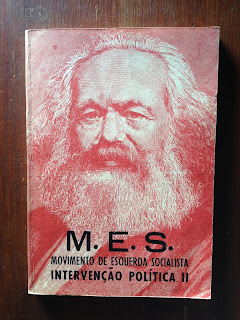 M. E. S.
MOVIMENTO DE ESQUERDA SOCIALISTA
INTERVENÇÃO POLÍTICA II